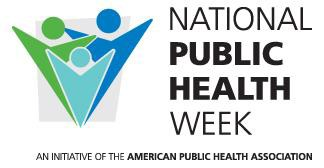 NATIONAL
PUBLIC
HEALTH
WEEK
AN INITIATIVE OF THE AMERICAN PUBLIC HEALTH ASSOCIATION